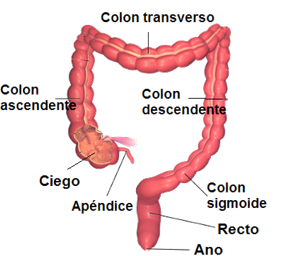 Colon transverso
Colon
ascendente
Colon
descendente
Ciego
Apéndice
Colon
sigmoide
Recto
Ano